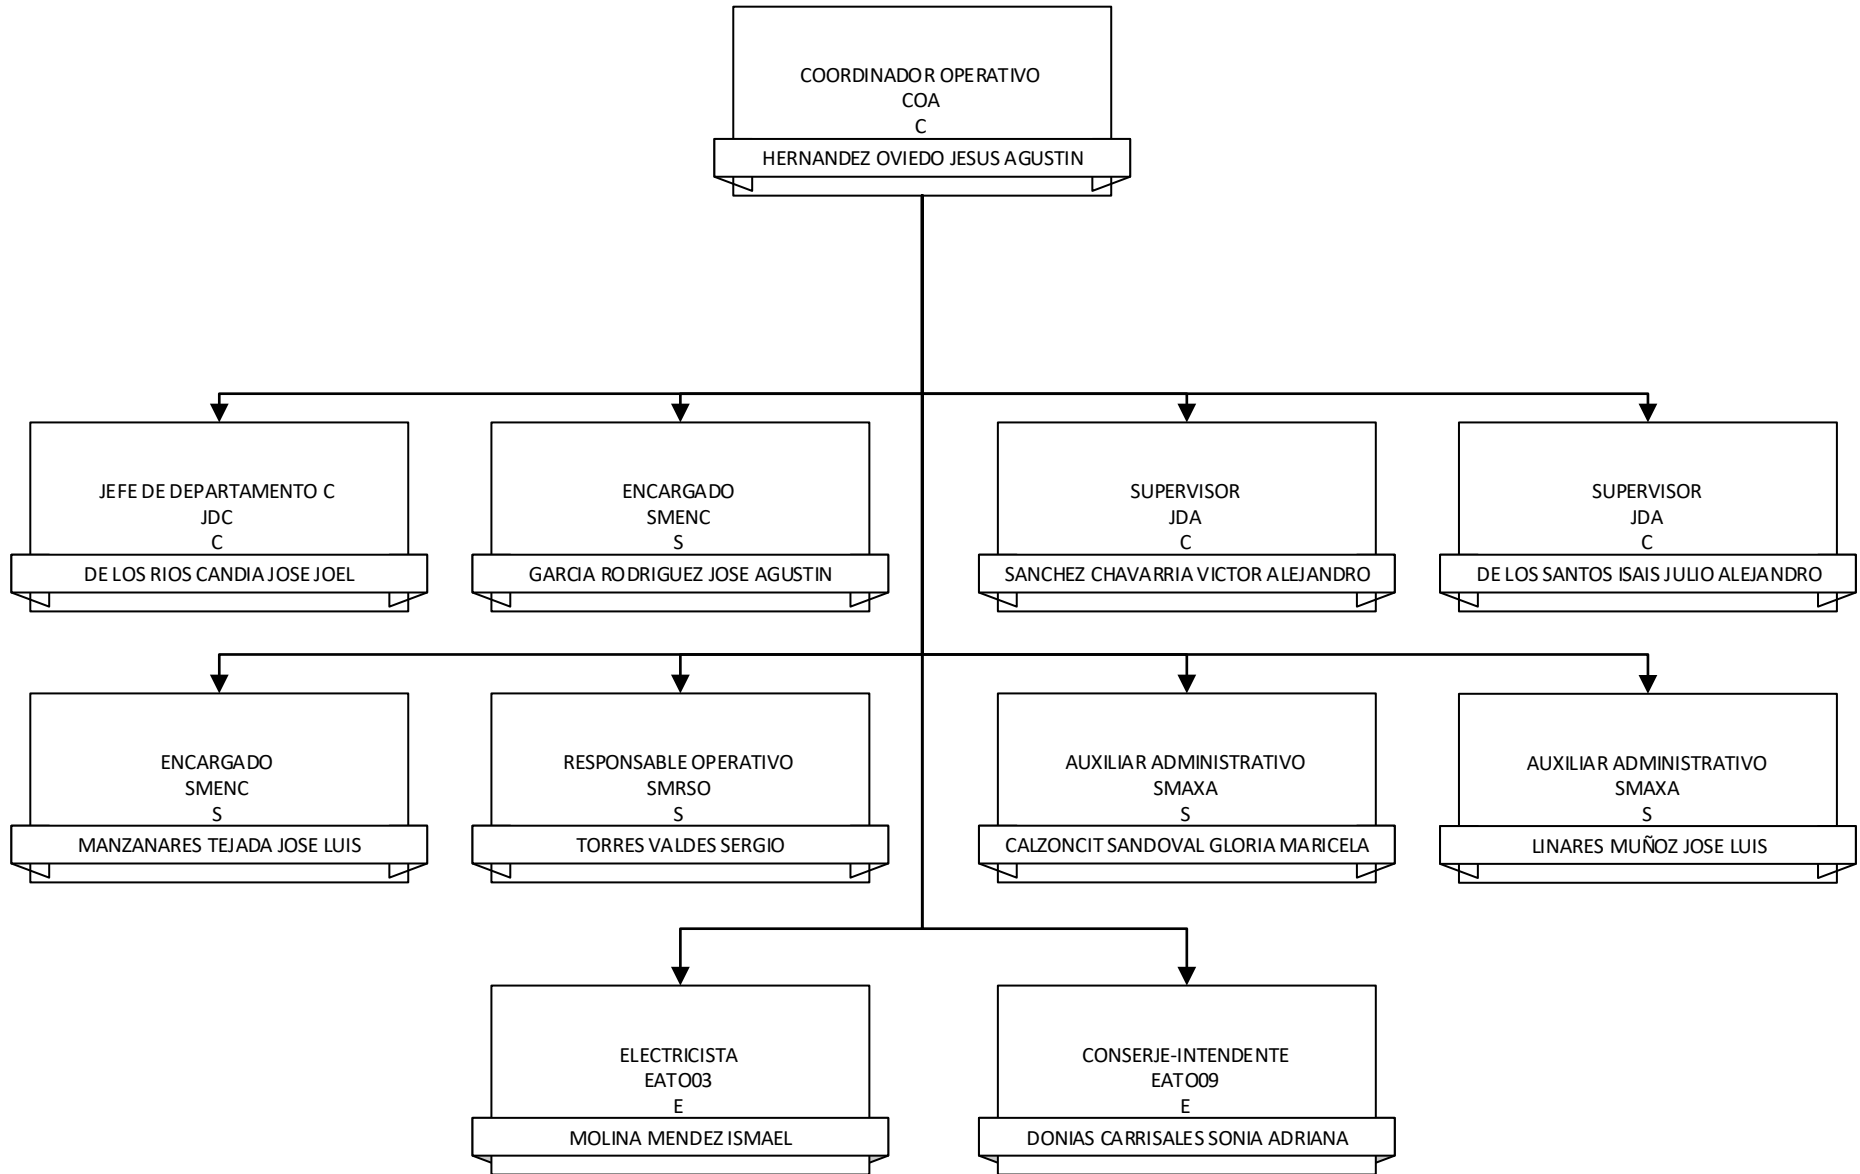 COORDINADOR OPERATIVO
COA
C
HERNANDEZ OVIEDO JESUS AGUSTIN
JEFE DE DEPARTAMENTO C
JDC
C
DE LOS RIOS CANDIA JOSE JOEL
ENCARGADO
SMENC
S
GARCIA RODRIGUEZ JOSE AGUSTIN
SUPERVISOR
JDA
C
SANCHEZ CHAVARRIA VICTOR ALEJANDRO
SUPERVISOR
JDA
C
DE LOS SANTOS ISAIS JULIO ALEJANDRO
ENCARGADO
SMENC
S
MANZANARES TEJADA JOSE LUIS
RESPONSABLE OPERATIVO
SMRSO
S
TORRES VALDES SERGIO
AUXILIAR ADMINISTRATIVO
SMAXA
S
CALZONCIT SANDOVAL GLORIA MARICELA
AUXILIAR ADMINISTRATIVO
SMAXA
S
LINARES MUÑOZ JOSE LUIS
ELECTRICISTA
EATO03
E
MOLINA MENDEZ ISMAEL
CONSERJE-INTENDENTE
EATO09
E
DONIAS CARRISALES SONIA ADRIANA